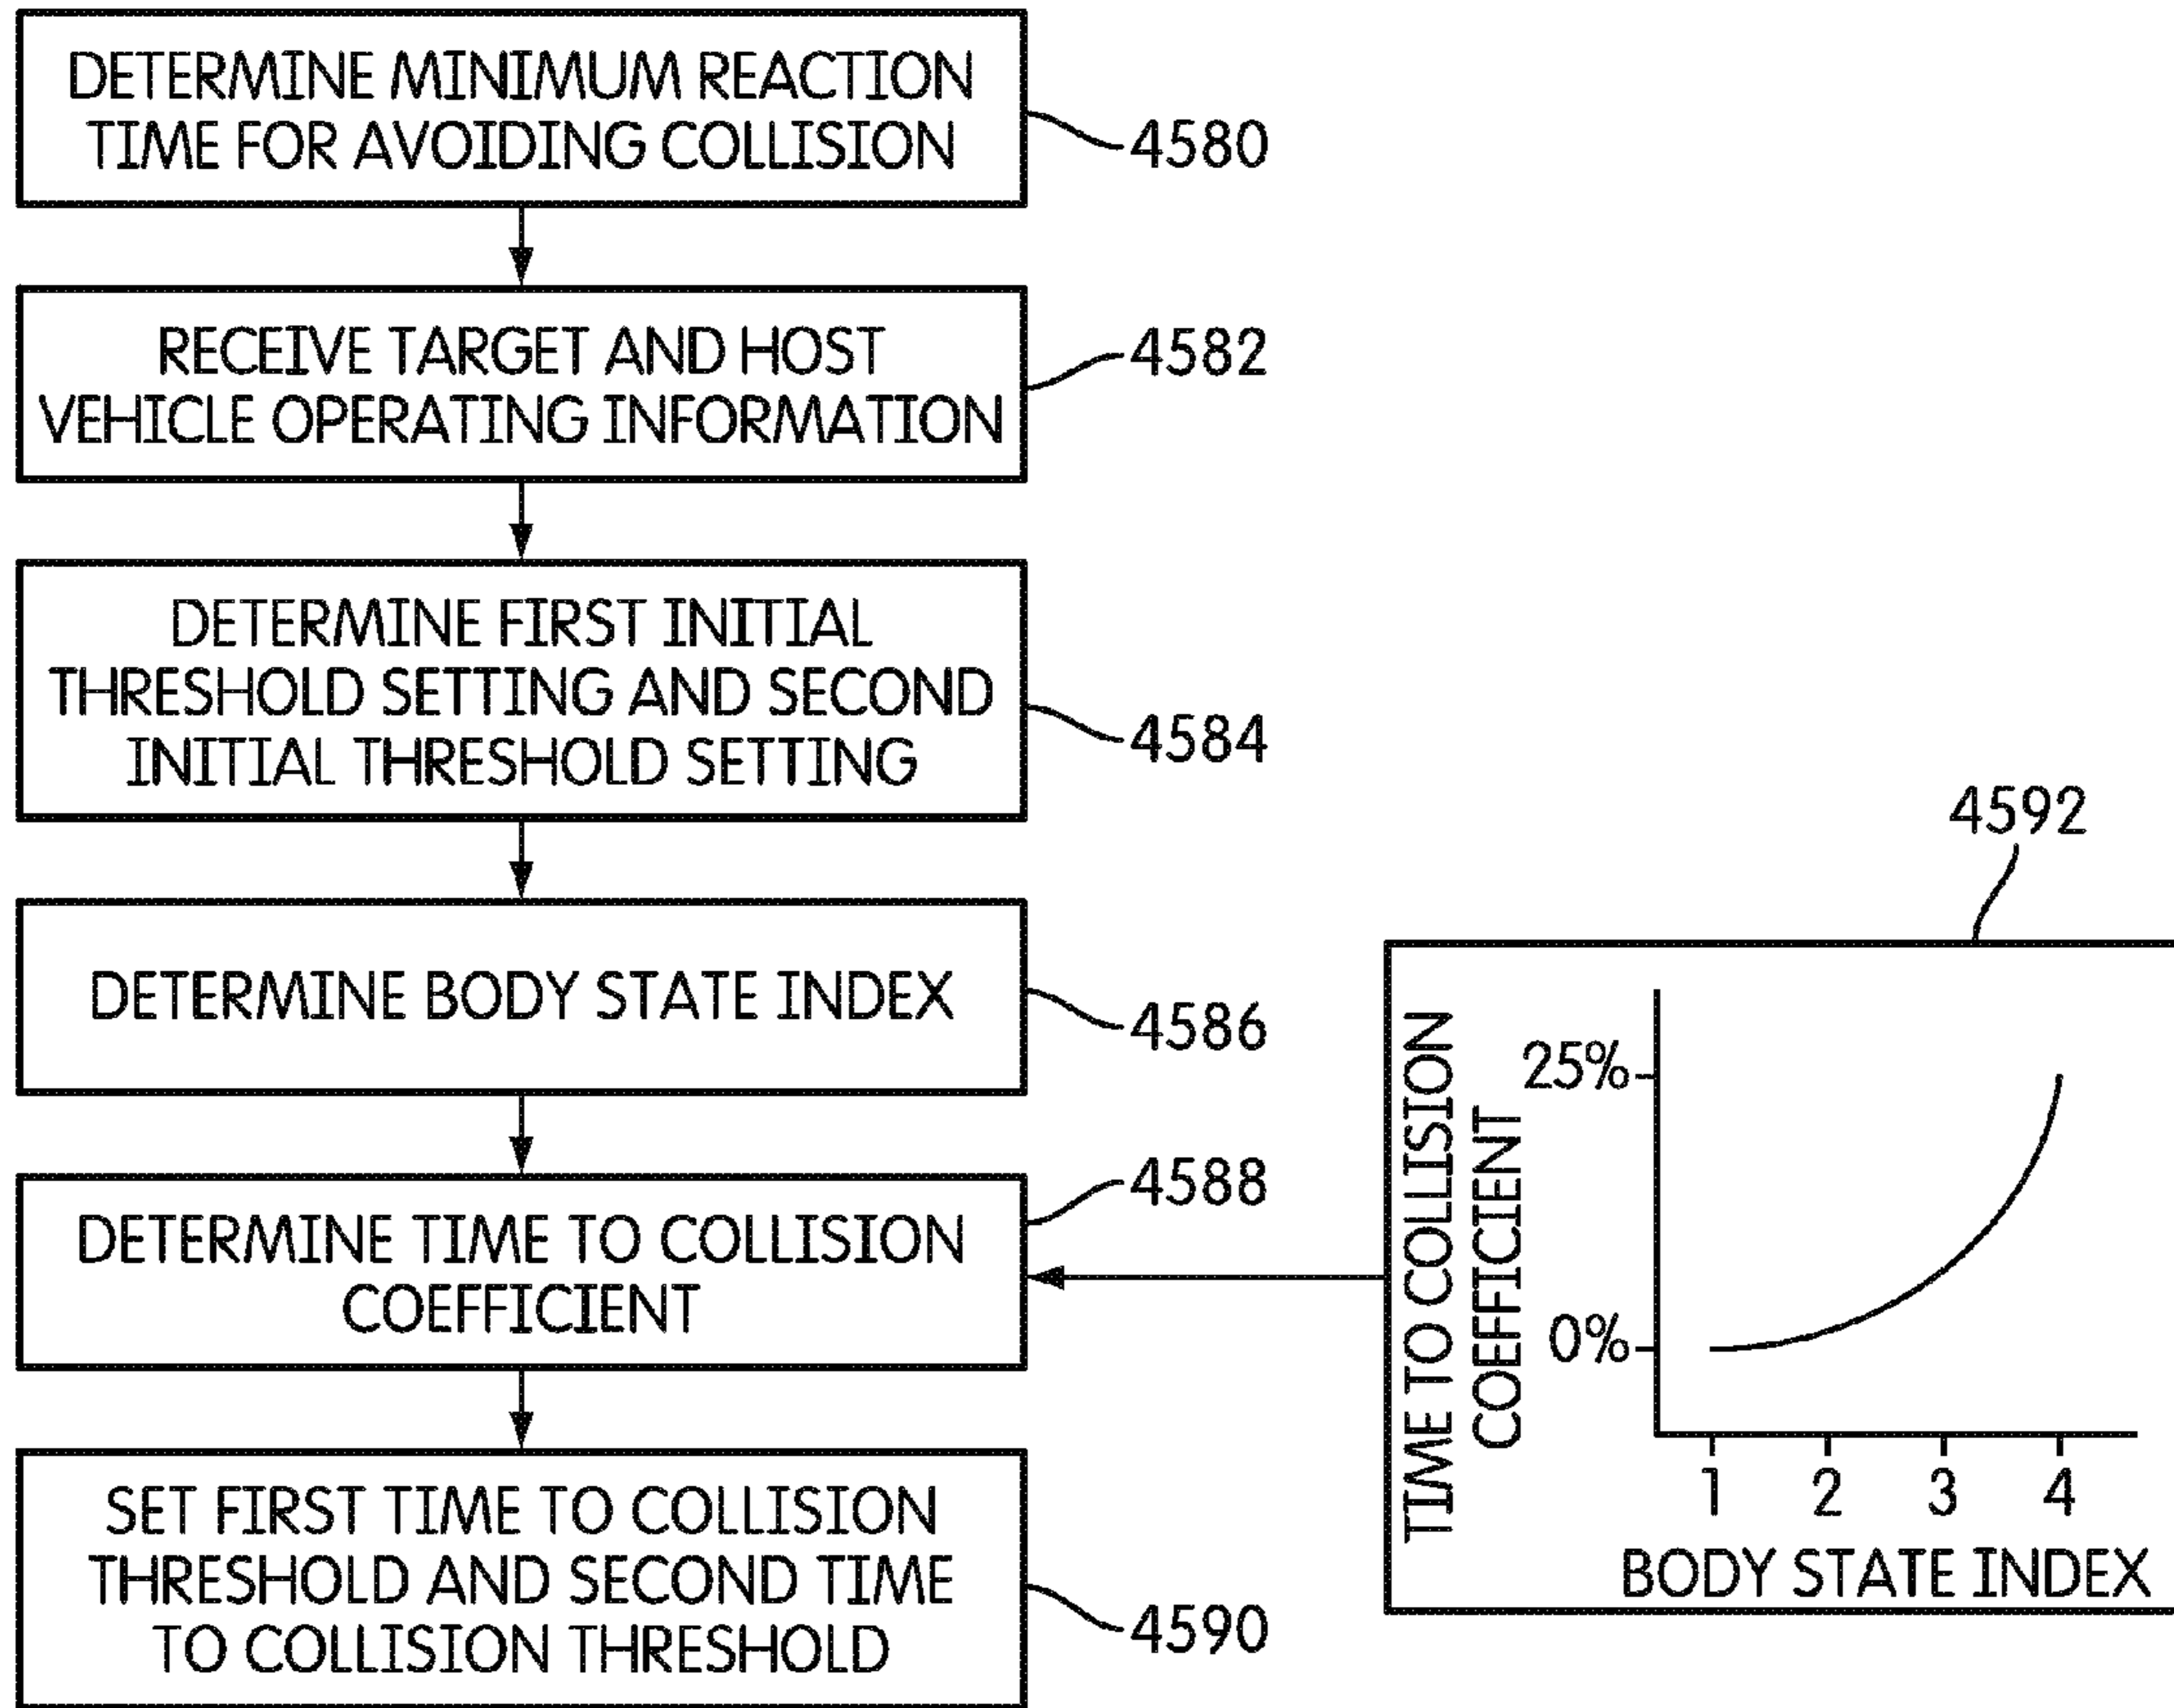 DETERMINE MINIMUM REACTION
TIME FOR AVOIDING COLLISION
4580
RECEIVE TARGET AND HOST
VEHICLE OPERATING INFORMATION
4582
DETERMINE FIRST INITIAL
THRESHOLD SETTING AND SECOND
INITIAL THRESHOLD SETTING
4584
DETERMINE BODY STATE INDEX
4586
DETERMINE TIME TO COLLISION
COEFFICIENT
4588
SET FIRST TIME TO COLLISION
THRESHOLD AND SECOND TIME
TO COLLISION THRESHOLD
4590
4592
TIME TO COLLISION
COEFFICIENT
25%
0%
1 2 3 4
BODY STATE INDEX